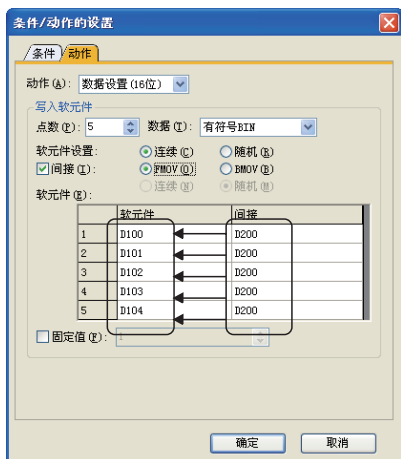 条件/动作的设置
条件 动作
动作(A): 数据设置(16位)
写入软元件
点数(P): 5 数据(T): 有符号BIN
软元件设置: 连续(C) 随机(R)
间接(I): FMOV(O) BMOV(B)
连续(N) 随机(M)
软元件(E):
软元件 间接
1 D100 D200
2 D101 D200
3 D102 D200
4 D103 D200
5 D104 D200
固定值(F): 1
确定 取消